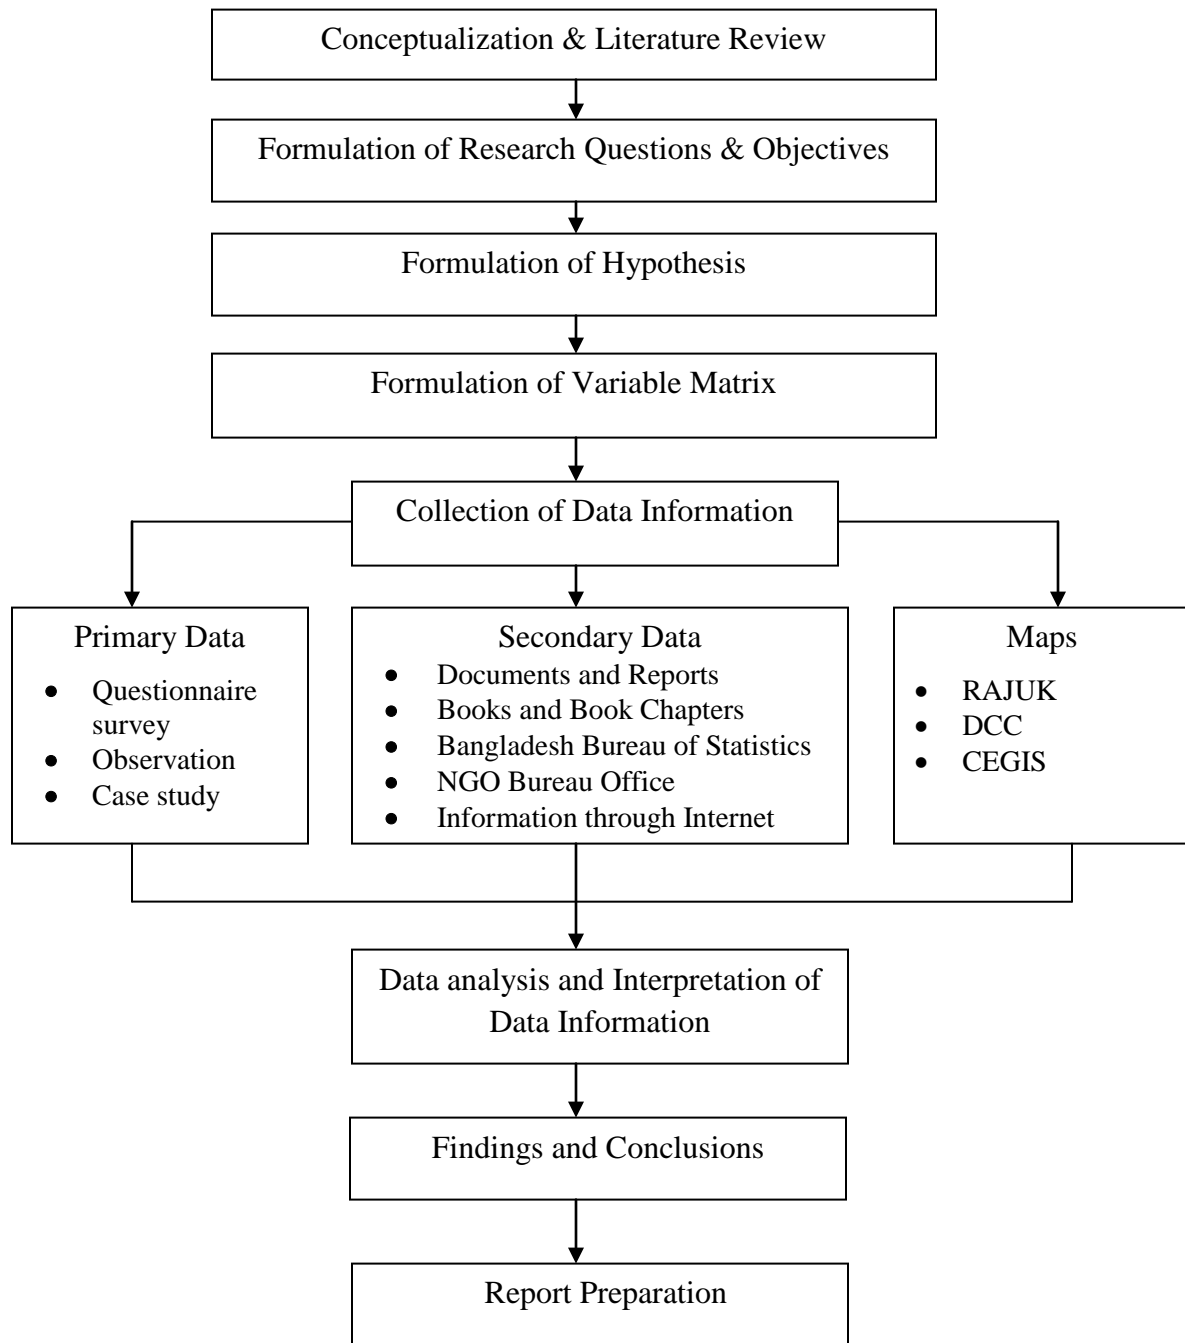 Conceptualization & Literature Review
Formulation of Research Questions & Objectives
Formulation of Hypothesis
Formulation of Variable Matrix
Collection of Data Information
Primary Data
● Questionnaire
survey
● Observation
● Case study
Secondary Data
● Documents and Reports
● Books and Book Chapters
● Bangladesh Bureau of Statistics
● NGO Bureau Office
● Information through Internet
Maps
● RAJUK
● DCC
● CEGIS
Data analysis and Interpretation of
Data Information
Findings and Conclusions
Report Preparation